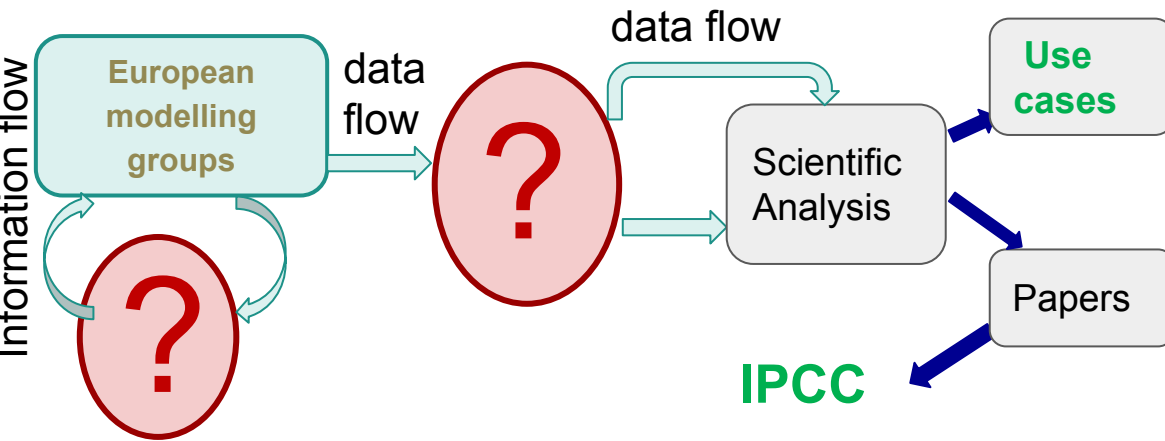 Information flow
European
modelling
groups
data
flow
?
?
data flow
Scientific
Analysis
Use
cases
Papers
IPCC